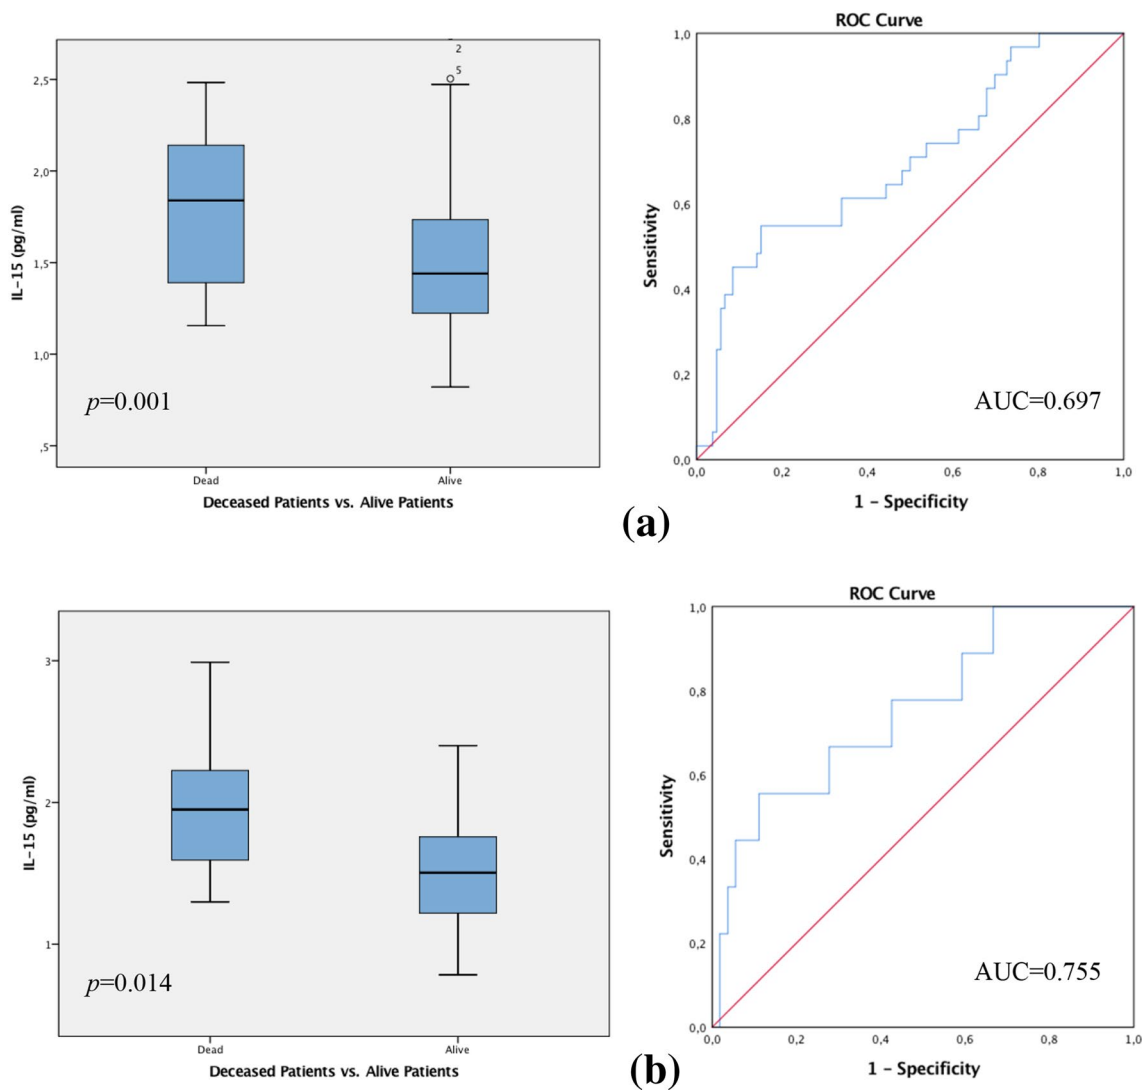 2
5
2,5
2,0
1,5
1,0
,5
IL-15 (pg/ml)
p=0.001
Dead
Alive
Deceased Patients vs. Alive Patients
ROC Curve
1,0
0,8
0,6
0,4
0,2
0,0
Sensitivity
AUC=0.697
0,0 0,2 0,4 0,6 0,8 1,0
1 - Specificity
(a)
3
2
1
IL-15 (pg/ml)
p=0.014
Dead
Alive
Deceased Patients vs. Alive Patients
ROC Curve
1,0
0,8
0,6
0,4
0,2
0,0
Sensitivity
AUC=0.755
0,0 0,2 0,4 0,6 0,8 1,0
1 - Specificity
(b)